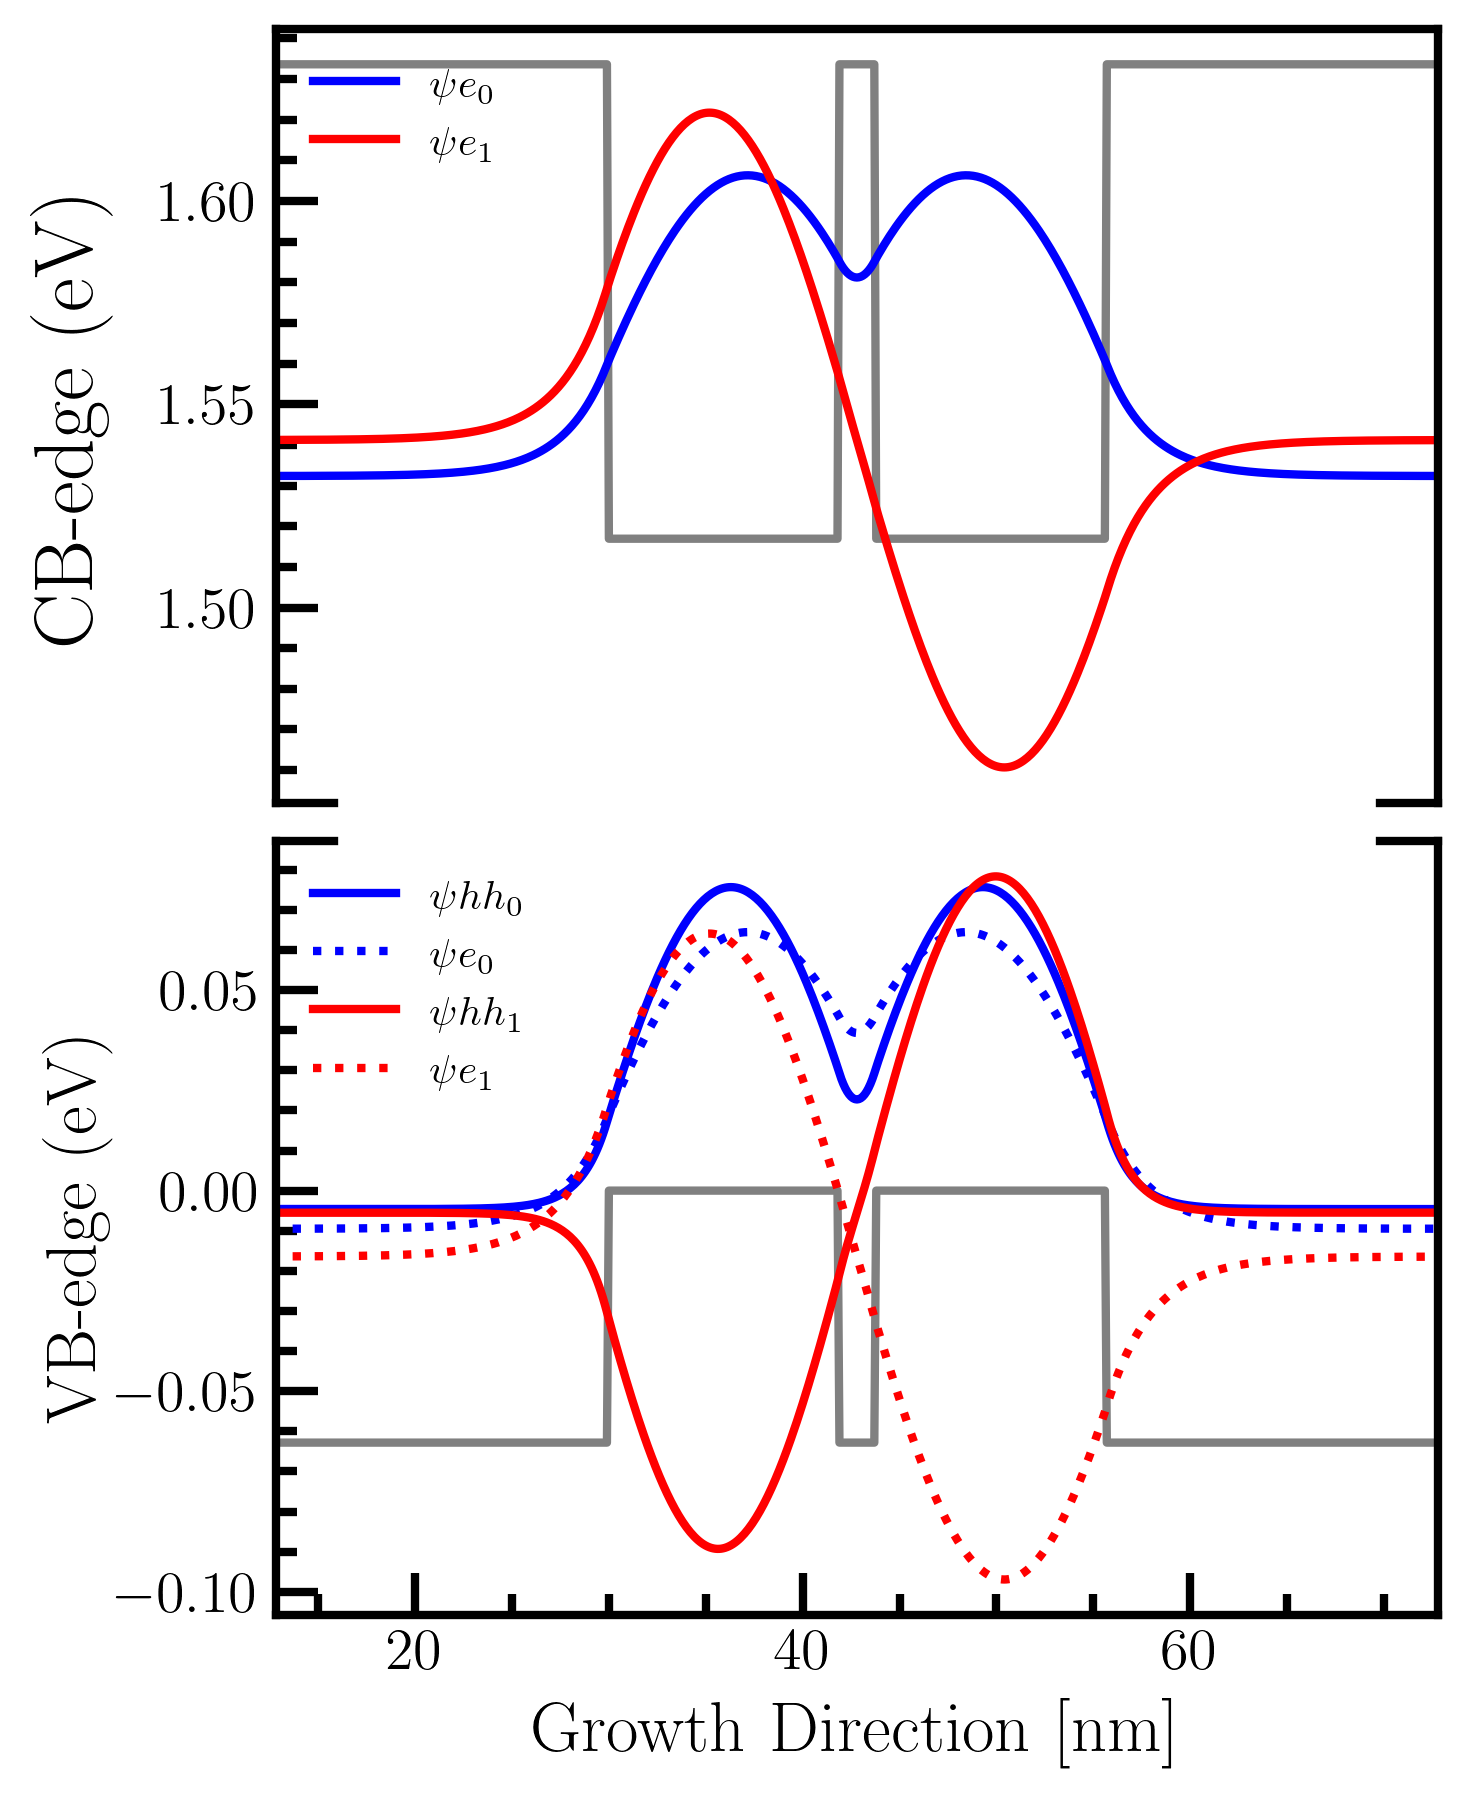 CB-edge (eV)
1.60
1.55
1.50
ψe₀
ψe₁
VB-edge (eV)
0.05
0.00
−0.05
−0.10
ψhh₀
ψe₀
ψhh₁
ψe₁
20 40 60
Growth Direction [nm]